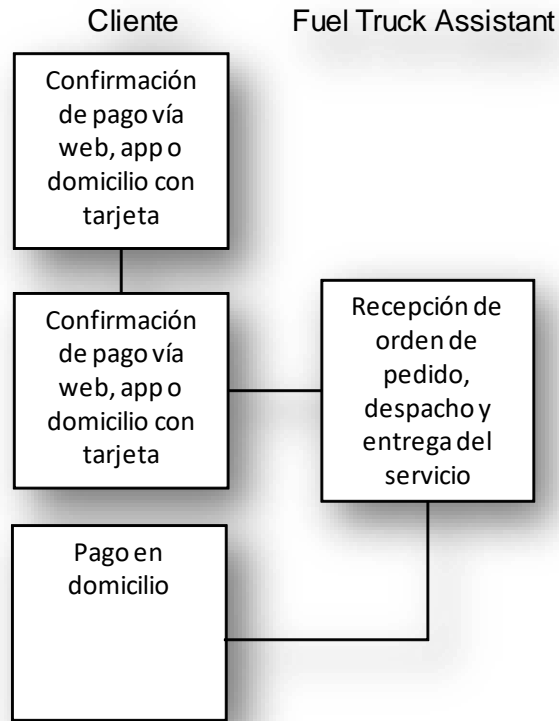 Cliente
Fuel Truck Assistant
Confirmación
de pago vía
web, app o
domicilio con
tarjeta
Confirmación
de pago vía
web, app o
domicilio con
tarjeta
Recepción de
orden de
pedido,
despacho y
entrega del
servicio
Pago en
domicilio